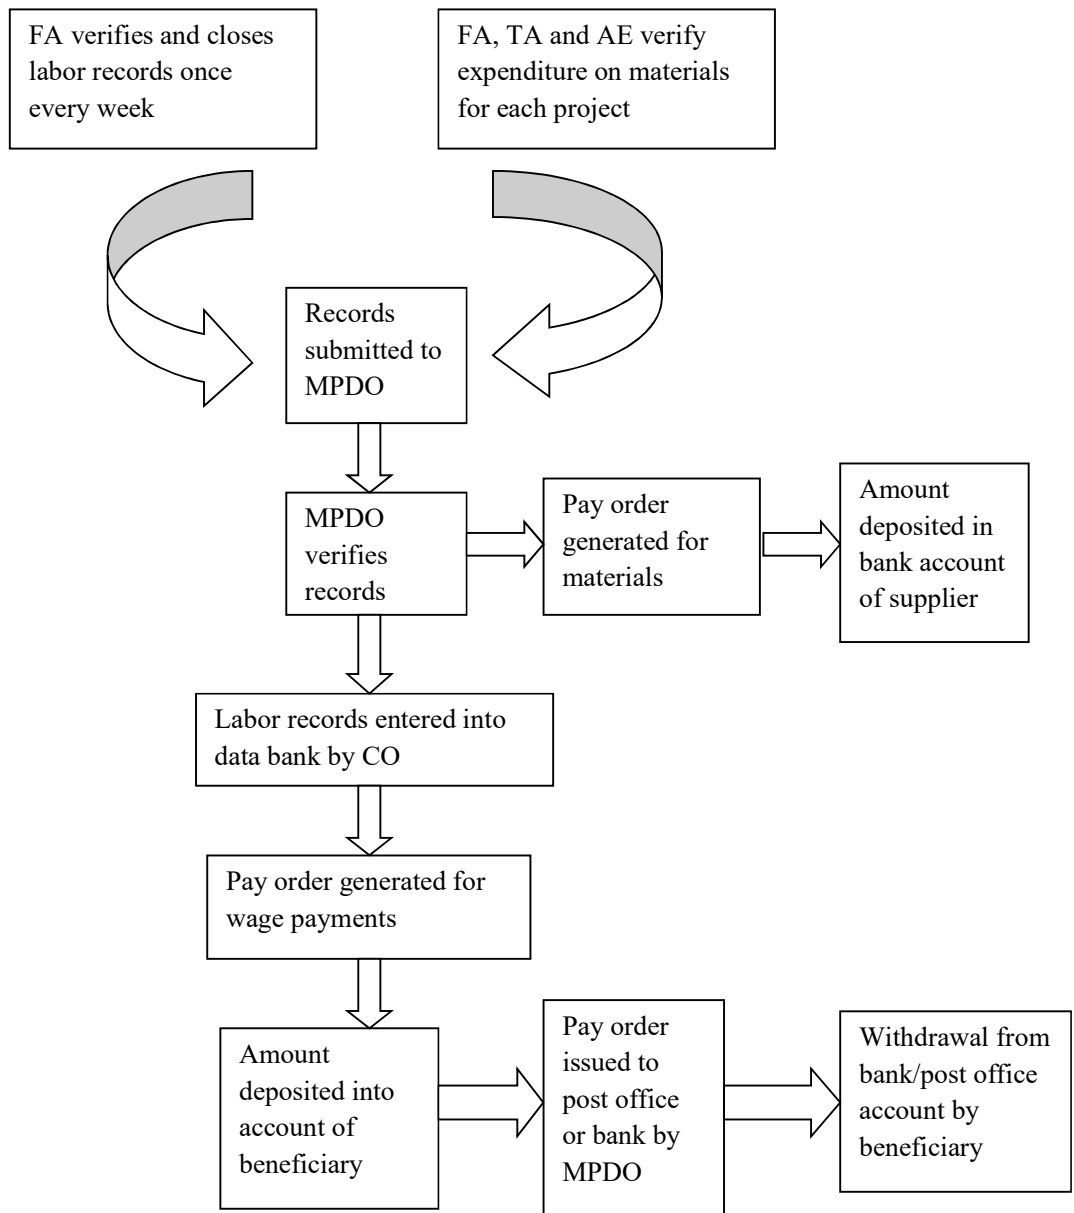 FA verifies and closes
labor records once
every week
FA, TA and AE verify
expenditure on materials
for each project
Records
submitted to
MPDO
MPDO
verifies
records
Pay order
generated for
materials
Amount
deposited in
bank account
of supplier
Labor records entered into
data bank by CO
Pay order generated for
wage payments
Amount
deposited into
account of
beneficiary
Pay order
issued to
post office
or bank by
MPDO
Withdrawal from
bank/post office
account by
beneficiary